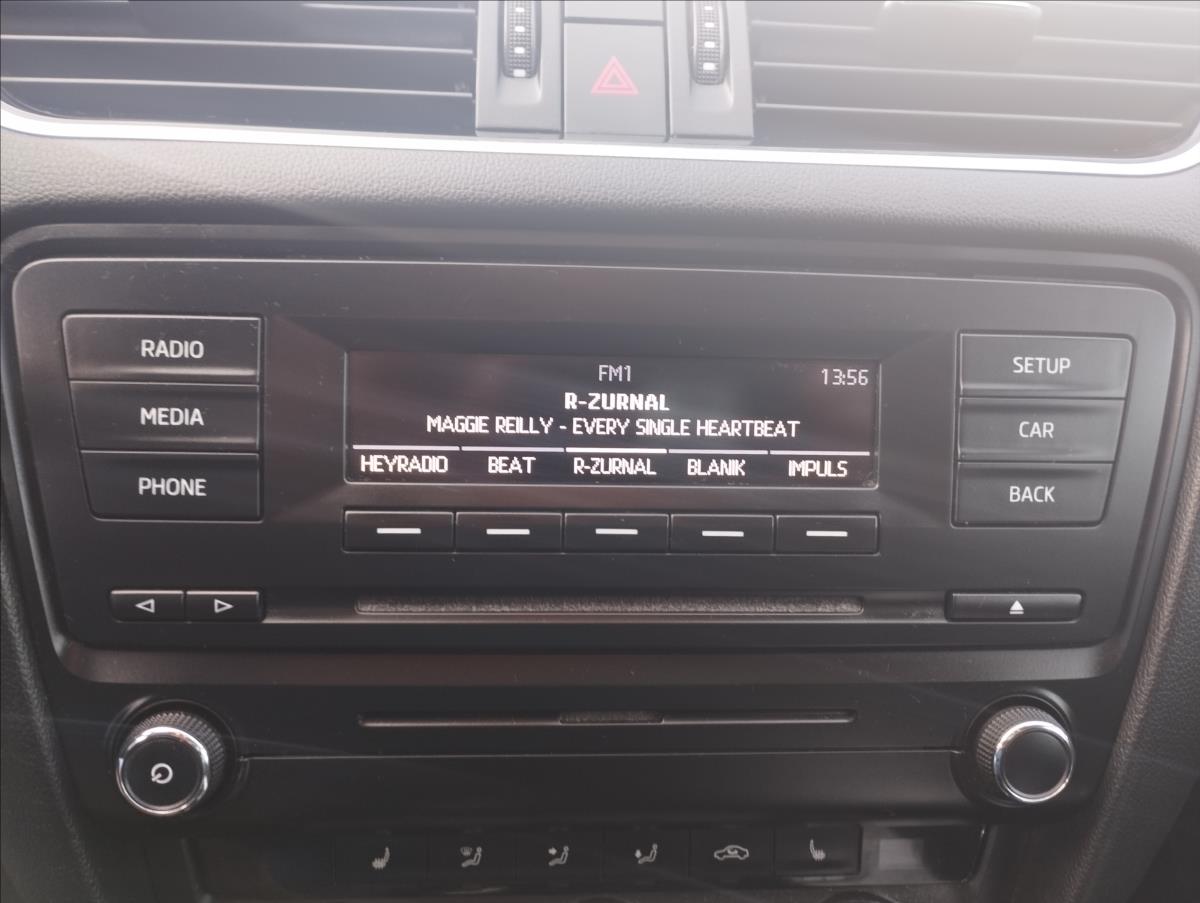 RADIO
MEDIA
PHONE
FM1 13:56
R-ZURNAL
MAGGIE REILLY - EVERY SINGLE HEARTBEAT
HEYRADIO BEAT R-ZURNAL BLANIK IMPULS
SETUP
CAR
BACK